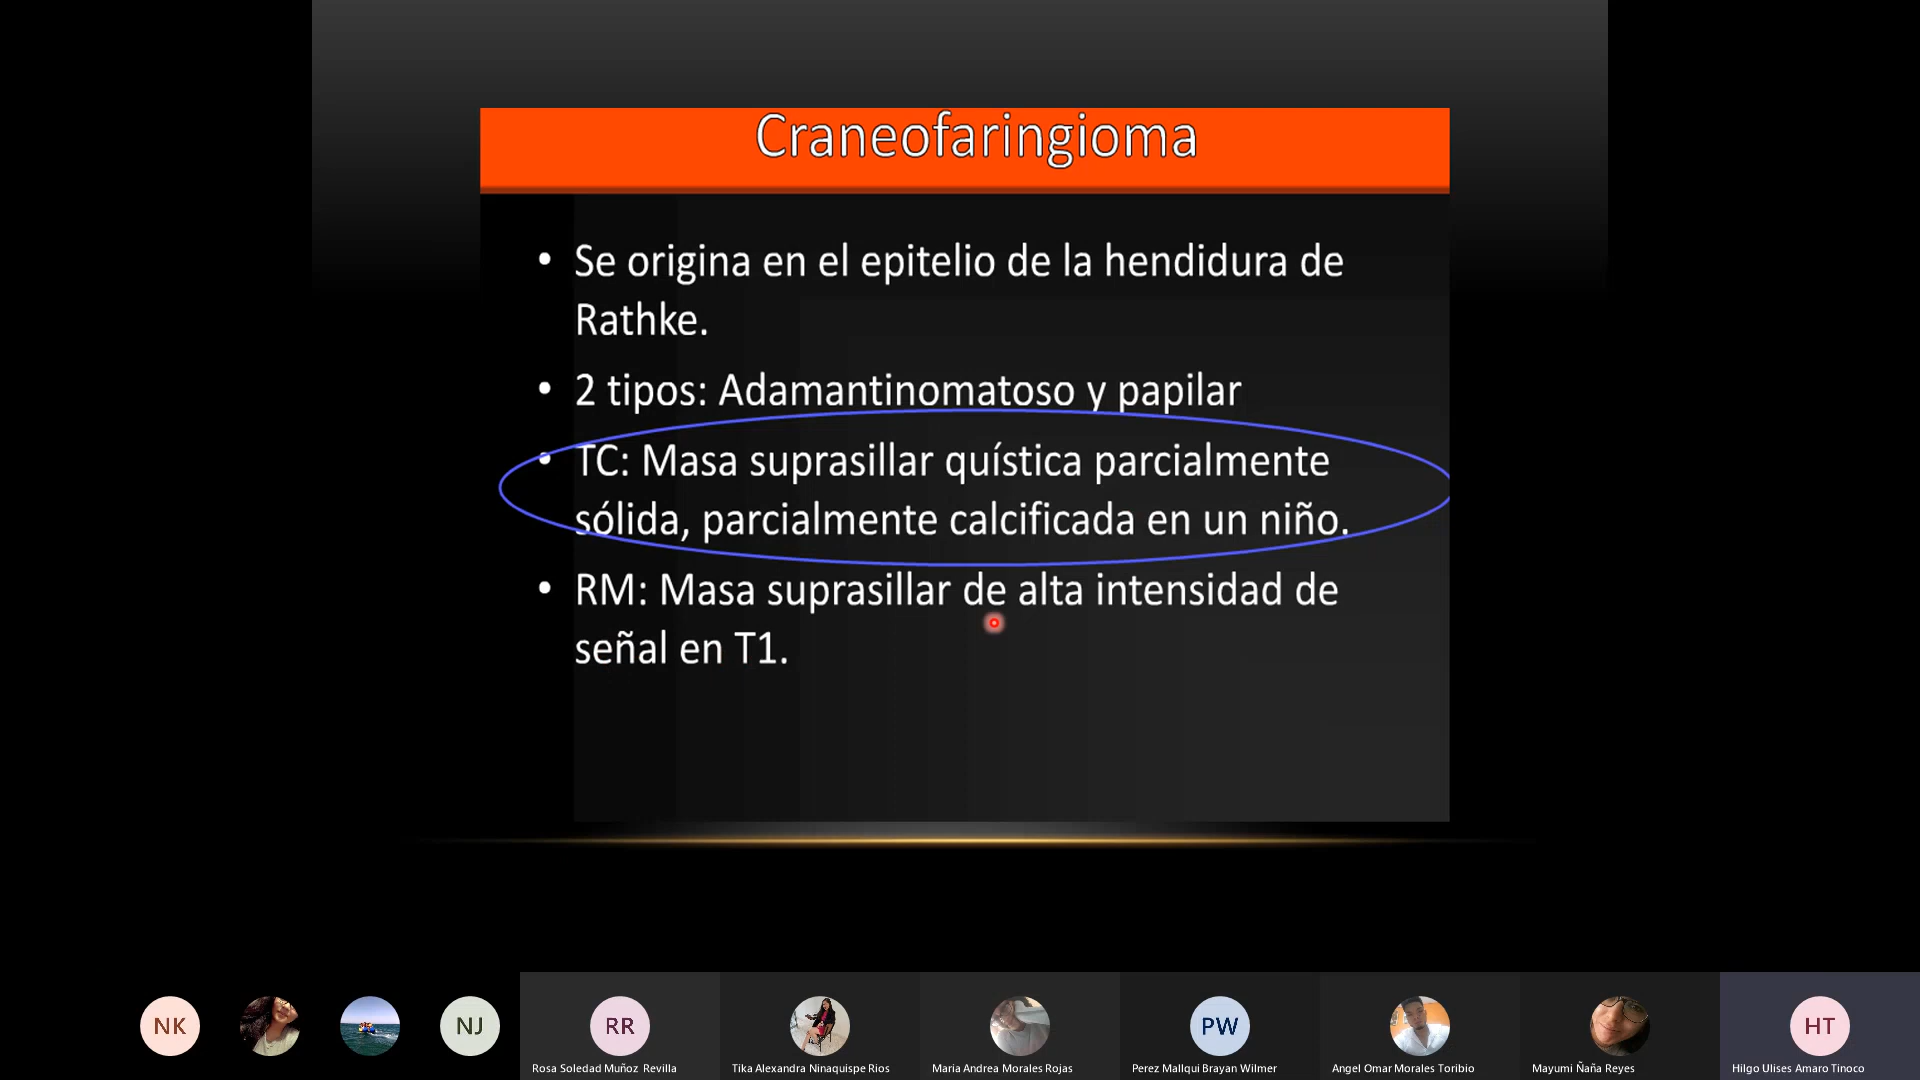 Craneofaringioma
• Se origina en el epitelio de la hendidura de
Rathke.
• 2 tipos: Adamantinomatoso y papilar
• TC: Masa suprasillar quística parcialmente
sólida, parcialmente calcificada en un niño.
• RM: Masa suprasillar de alta intensidad de
señal en T1.
NK
NJ
RR
PW
HT
Rosa Soledad Muñoz Revilla
Tika Alexandra Ninaquispe Rios
Maria Andrea Morales Rojas
Perez Mallqui Brayan Wilmer
Angel Omar Morales Toribio
Mayumi Ñaña Reyes
Hilgo Ulises Amaro Tinoco